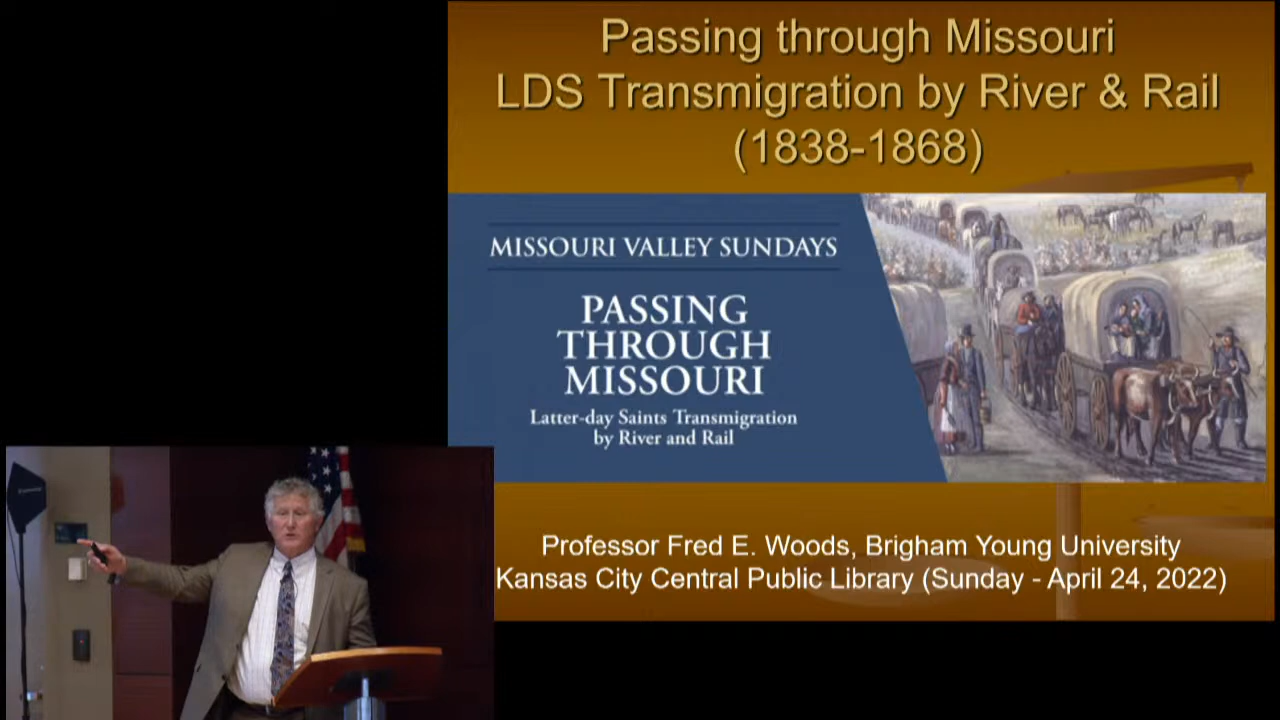 Passing through Missouri
LDS Transmigration by River & Rail
(1838-1868)
MISSOURI VALLEY SUNDAYS
PASSING
THROUGH
MISSOURI
Latter-day Saints Transmigration
by River and Rail
Professor Fred E. Woods, Brigham Young University
Kansas City Central Public Library (Sunday - April 24, 2022)